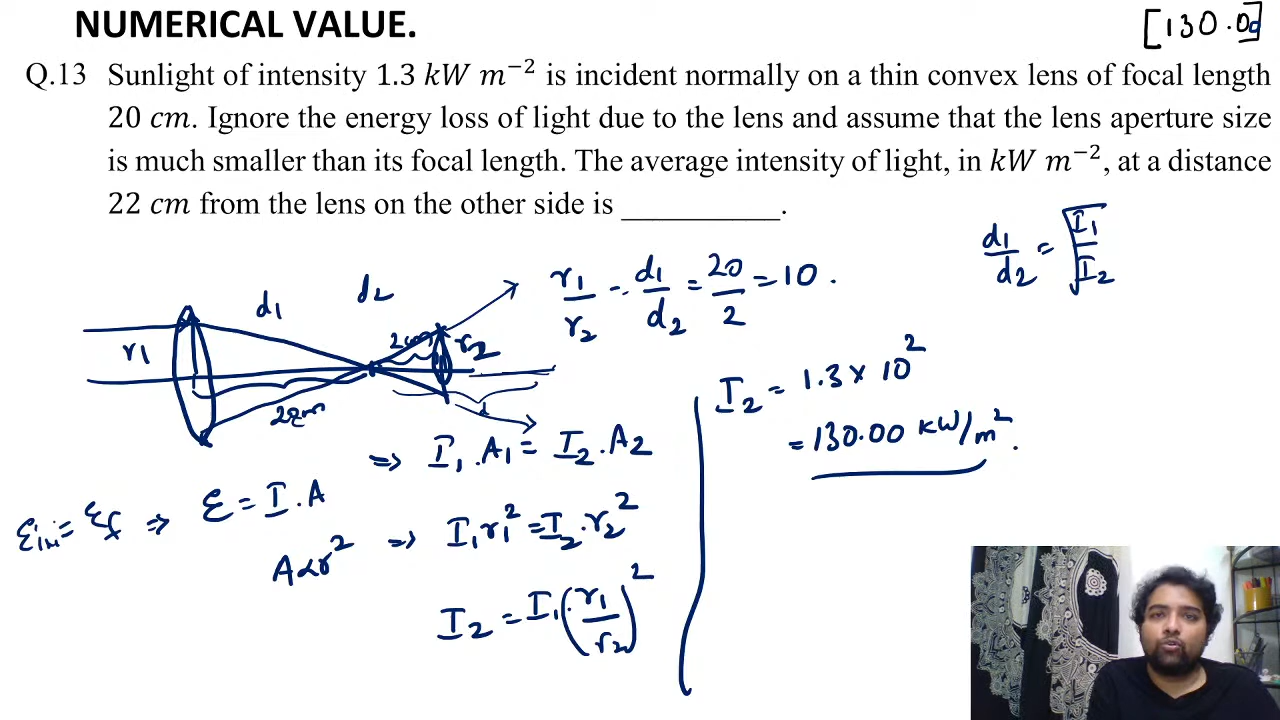 NUMERICAL VALUE.
[130.00]
Q.13 Sunlight of intensity 1.3 kW m⁻² is incident normally on a thin convex lens of focal length
20 cm. Ignore the energy loss of light due to the lens and assume that the lens aperture size
is much smaller than its focal length. The average intensity of light, in kW m⁻², at a distance
22 cm from the lens on the other side is ___________.
d₁/d₂ = √(I₁/I₂)
d₁ d₂
r₁/r₂ = d₁/d₂ = 20/2 = 10.
r₁ 2cm r₂
I₂ = 1.3 × 10²
= 130.00 kW/m².
⇒ I₁.A₁ = I₂.A₂
Ein = Ef ⇒ E = I.A
A α r² ⇒ I₁r₁² = I₂.r₂²
I₂ = I₁(r₁/r₂)²